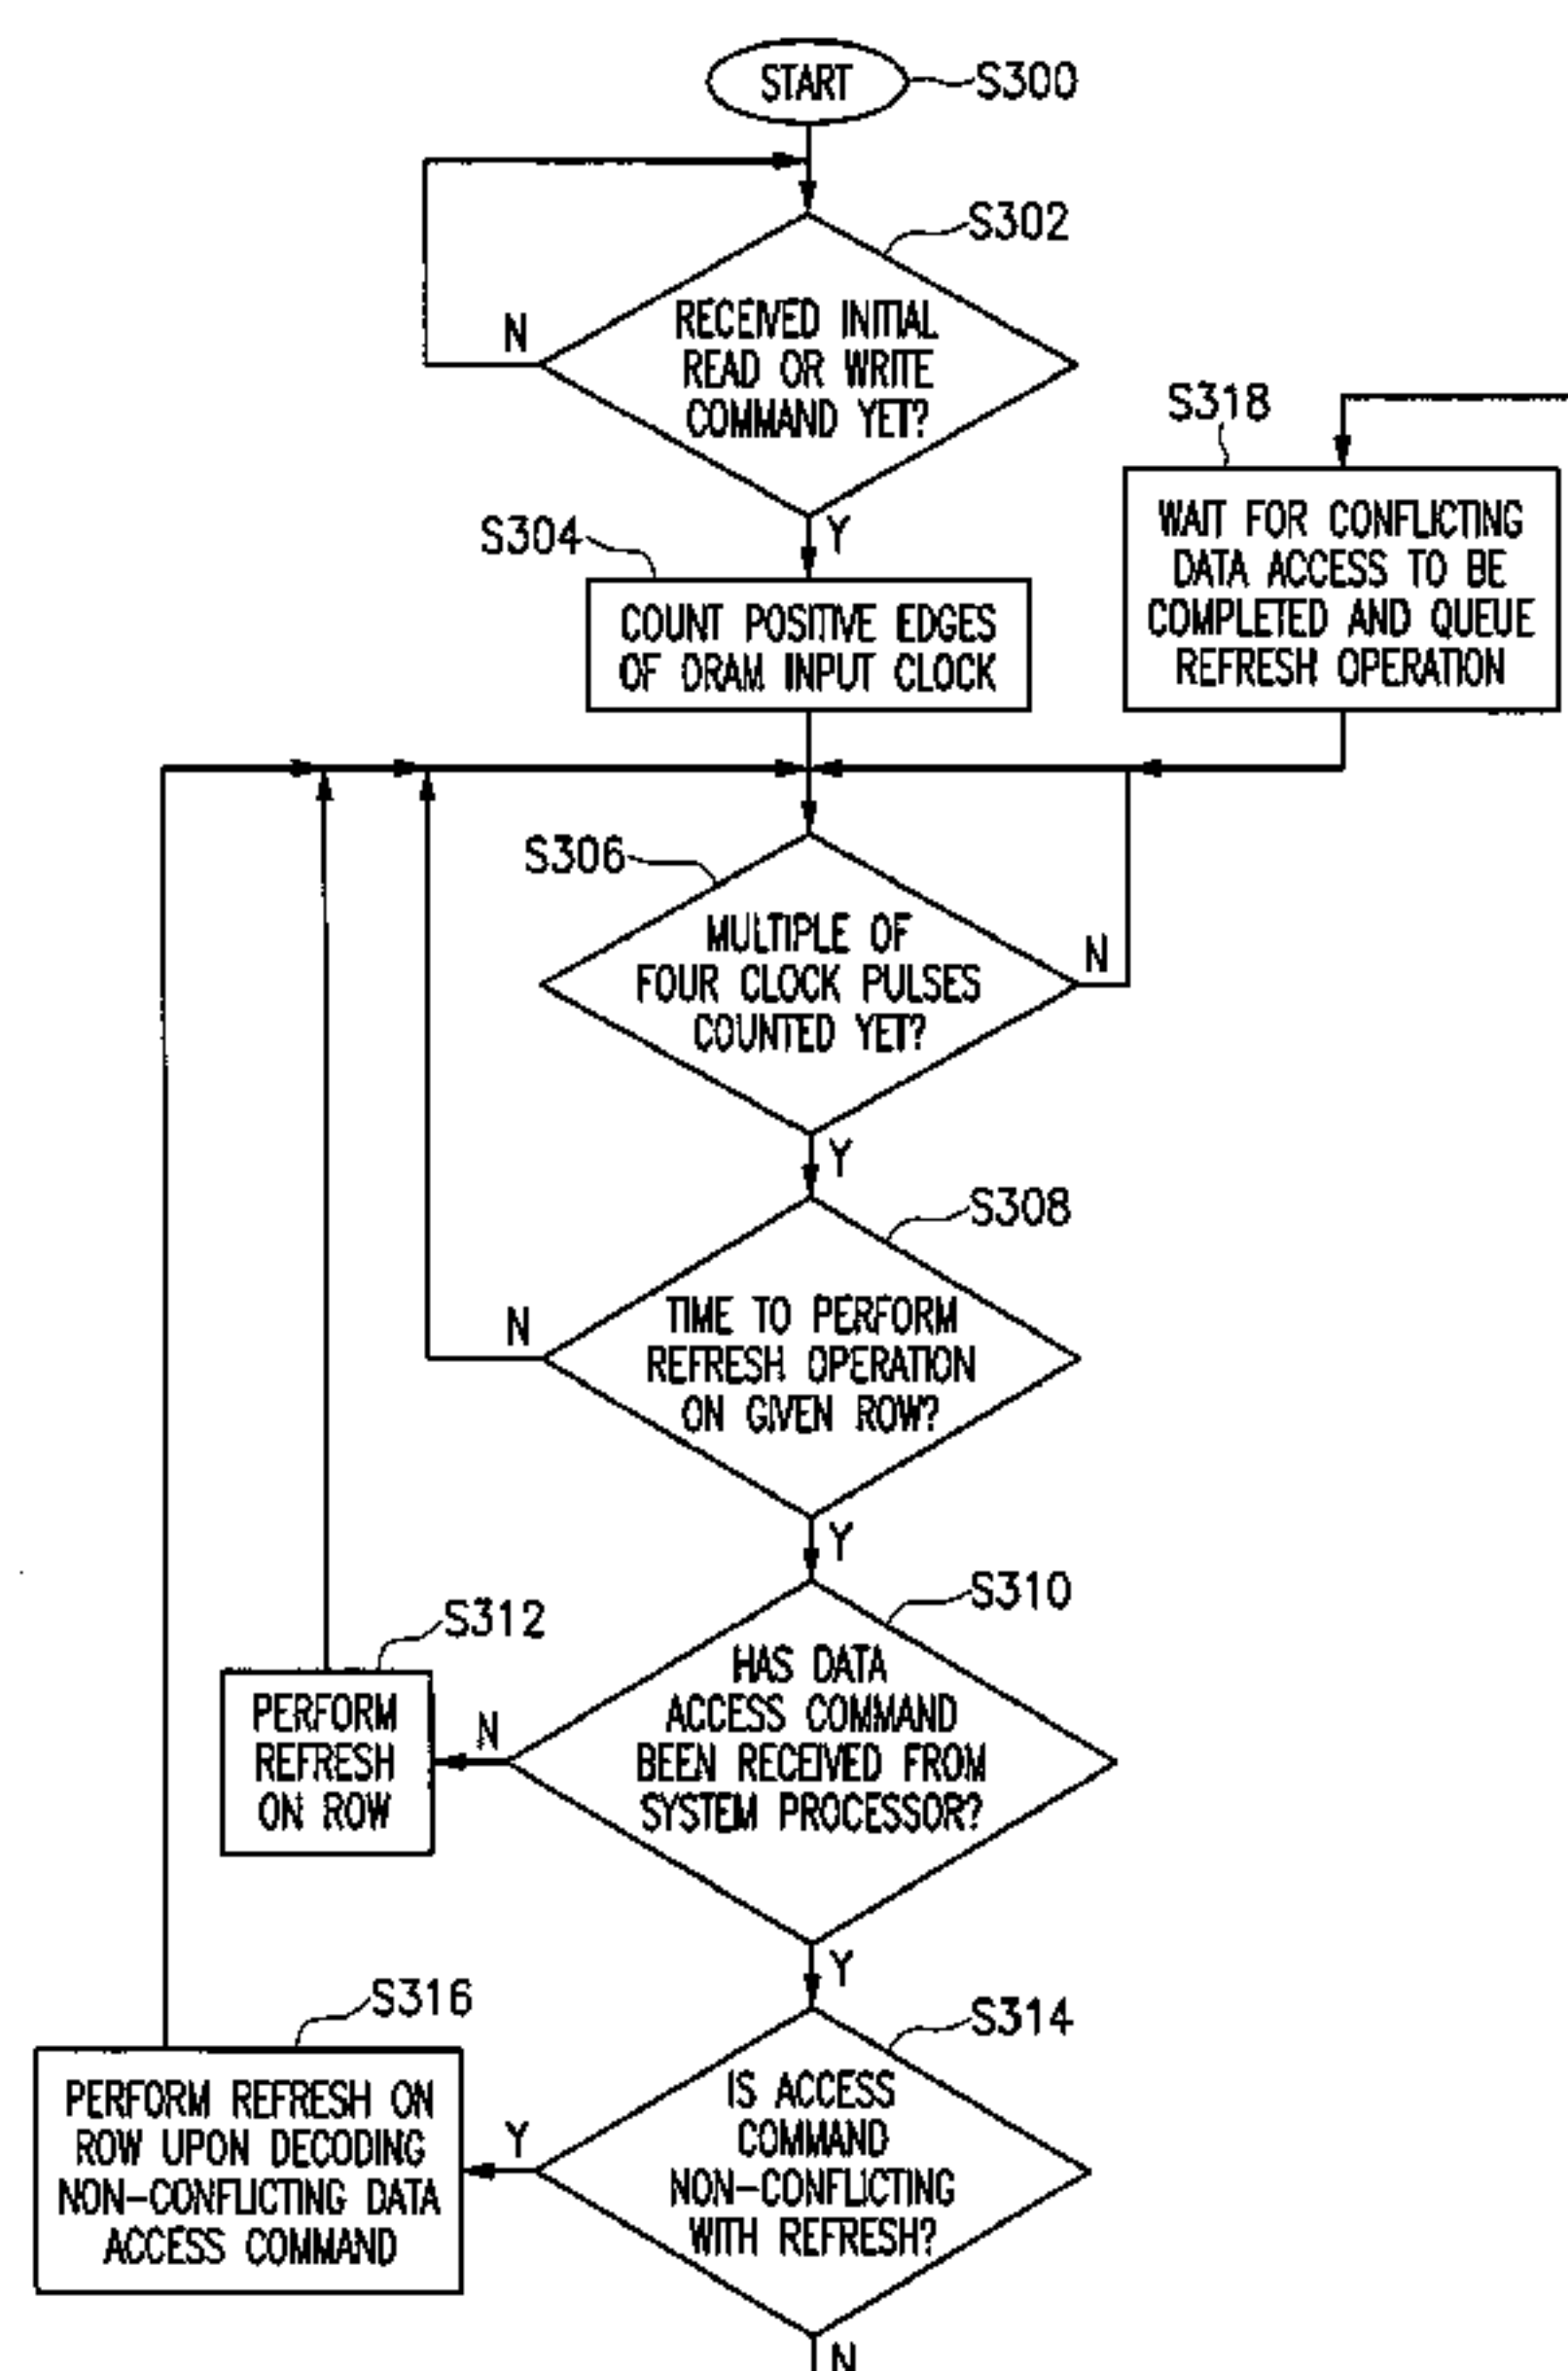 START
S300
S302
RECEIVED INITIAL
READ OR WRITE
COMMAND YET?
N
Y
S318
WAIT FOR CONFLICTING
DATA ACCESS TO BE
COMPLETED AND QUEUE
REFRESH OPERATION
S304
COUNT POSITIVE EDGES
OF DRAM INPUT CLOCK
S306
MULTIPLE OF
FOUR CLOCK PULSES
COUNTED YET?
N
Y
S308
TIME TO PERFORM
REFRESH OPERATION
ON GIVEN ROW?
N
Y
S310
HAS DATA
ACCESS COMMAND
BEEN RECEIVED FROM
SYSTEM PROCESSOR?
N
S312
PERFORM
REFRESH
ON ROW
Y
S314
IS ACCESS
COMMAND
NON-CONFLICTING
WITH REFRESH?
Y
S316
PERFORM REFRESH ON
ROW UPON DECODING
NON-CONFLICTING DATA
ACCESS COMMAND
N